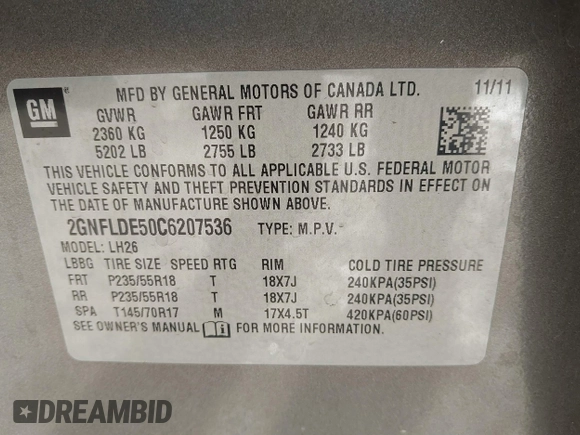 GM
MFD BY GENERAL MOTORS OF CANADA LTD. 11/11
GVWR GAWR FRT GAWR RR
2360 KG 1250 KG 1240 KG
5202 LB 2755 LB 2733 LB
THIS VEHICLE CONFORMS TO ALL APPLICABLE U.S. FEDERAL MOTOR
VEHICLE SAFETY AND THEFT PREVENTION STANDARDS IN EFFECT ON
THE DATE OF MANUFACTURE SHOWN ABOVE.
2GNFLDE50C6207536 TYPE: M.P.V.
MODEL: LH26
LBBG TIRE SIZE SPEED RTG RIM COLD TIRE PRESSURE
FRT P235/55R18 T 18X7J 240KPA(35PSI)
RR P235/55R18 T 18X7J 240KPA(35PSI)
SPA T145/70R17 M 17X4.5T 420KPA(60PSI)
SEE OWNER'S MANUAL FOR MORE INFORMATION.
DREAMBID